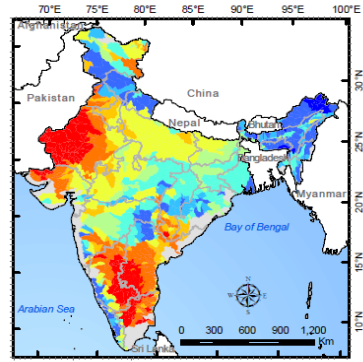 70°E 75°E 80°E 85°E 90°E 95°E 100°E
Afghanistan
30°N
China
Pakistan
Nepal
Bhutan
25°N
Bangladesh
Myanmar
20°N
Bay of Bengal
15°N
N
W E
S
Arabian Sea
10°N
0 300 600 900 1,200
Km
Sri Lanka